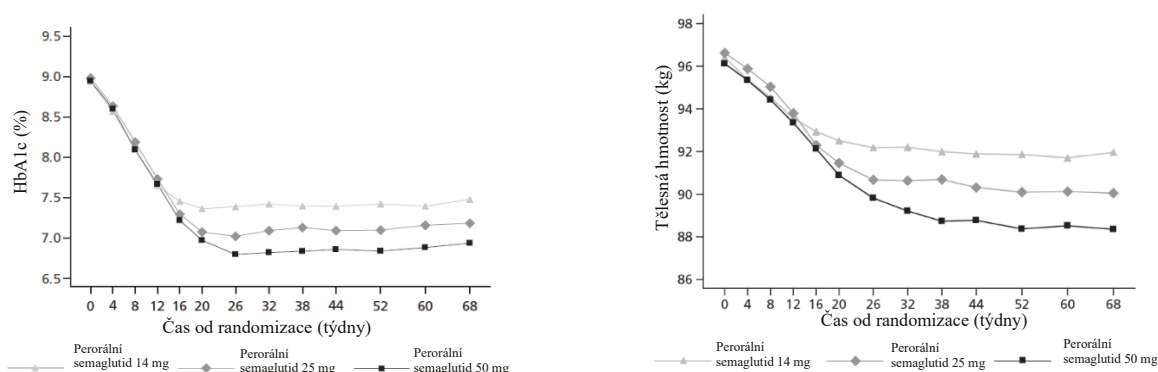 HbA1c (%)
9.5
9.0
8.5
8.0
7.5
7.0
6.5
0 4 8 12 16 20 26 32 38 44 52 60 68
Čas od randomizace (týdny)
Perorální
semaglutid 14 mg
Perorální
semaglutid 25 mg
Perorální
semaglutid 50 mg
Tělesná hmotnost (kg)
98
96
94
92
90
88
86
0 4 8 12 16 20 26 32 38 44 52 60 68
Čas od randomizace (týdny)
Perorální
semaglutid 14 mg
Perorální
semaglutid 25 mg
Perorální
semaglutid 50 mg